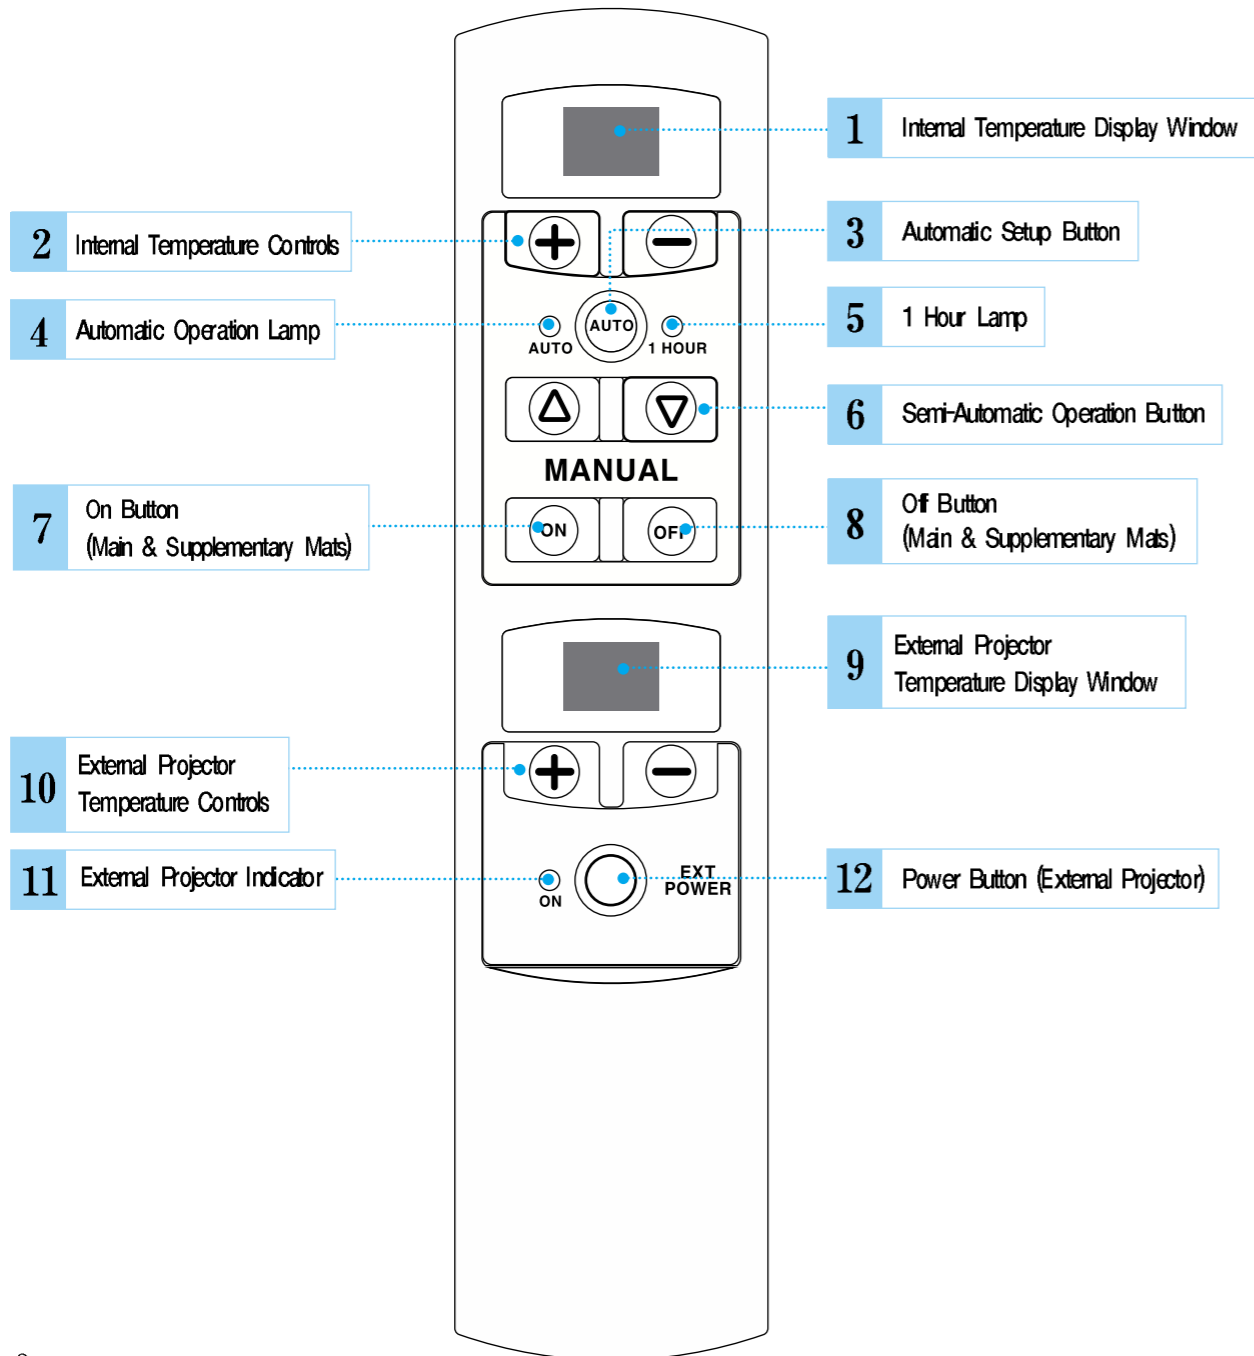 1 Internal Temperature Display Window
2 Internal Temperature Controls
3 Automatic Setup Button
4 Automatic Operation Lamp
AUTO
AUTO
1 HOUR
5 1 Hour Lamp
6 Semi-Automatic Operation Button
MANUAL
7 On Button
(Main & Supplementary Mats)
ON
OFF
8 Off Button
(Main & Supplementary Mats)
9 External Projector
Temperature Display Window
10 External Projector
Temperature Controls
11 External Projector Indicator
ON
EXT
POWER
12 Power Button (External Projector)